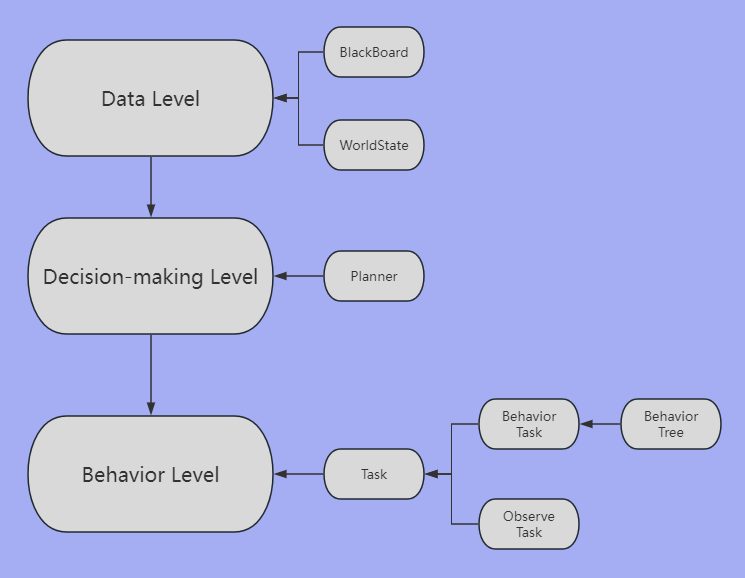 Data Level
BlackBoard
WorldState
Decision-making Level
Planner
Behavior Level
Task
Behavior
Task
Behavior
Tree
Observe
Task